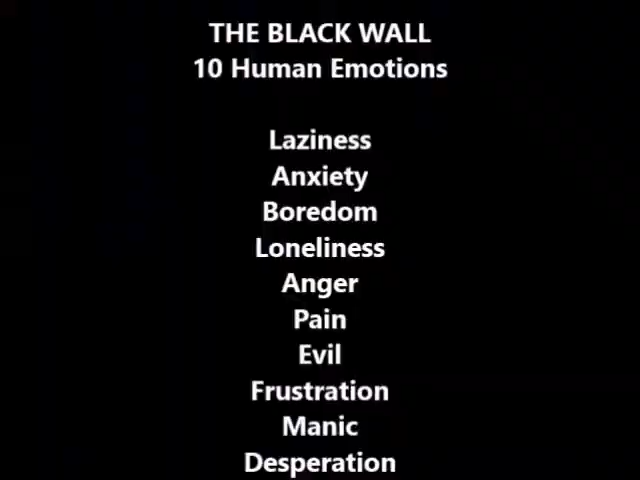 THE BLACK WALL
10 Human Emotions
Laziness
Anxiety
Boredom
Loneliness
Anger
Pain
Evil
Frustration
Manic
Desperation